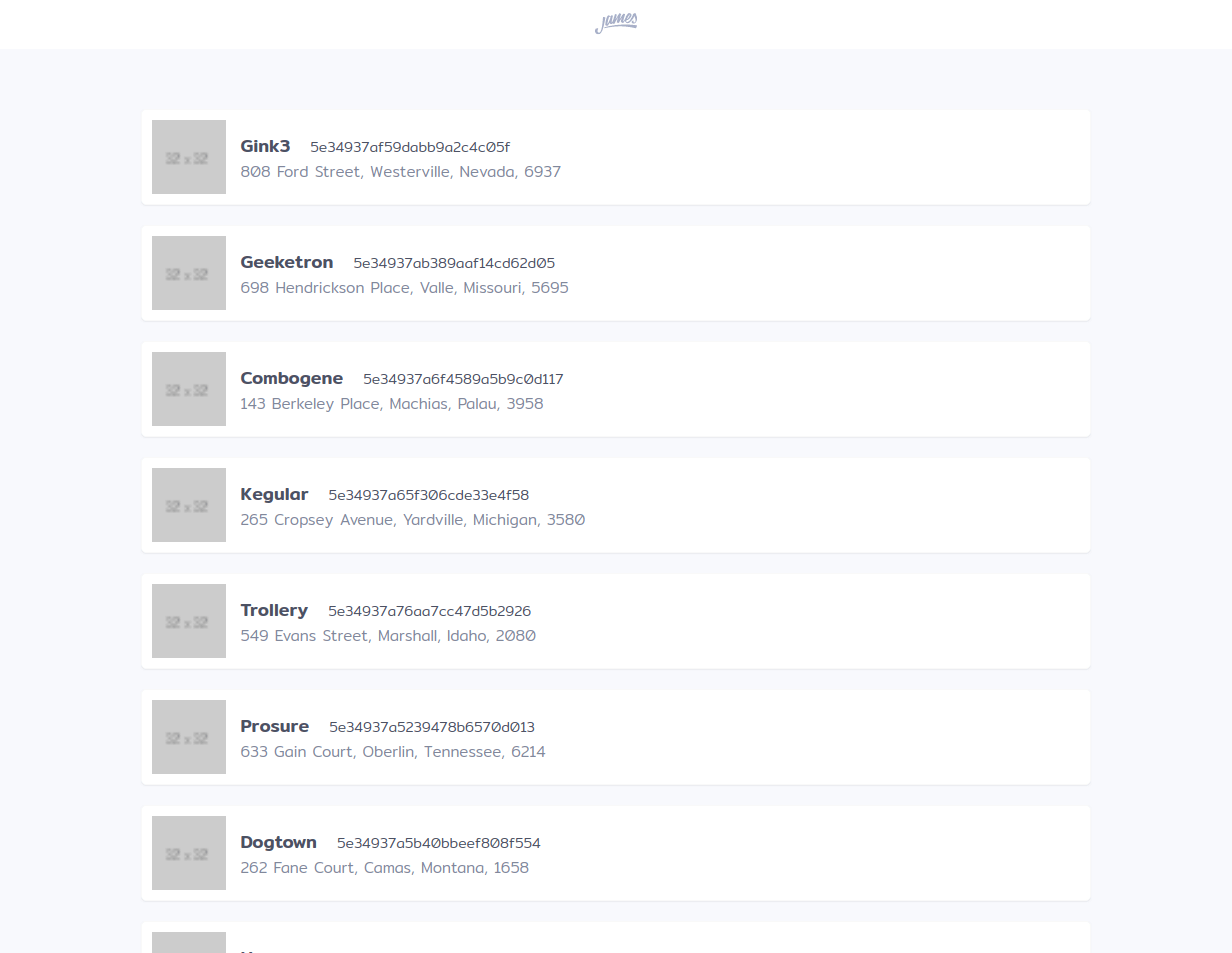 james
32 x 32
Gink3 5e34937af59dabb9a2c4c05f
808 Ford Street, Westerville, Nevada, 6937
32 x 32
Geeketron 5e34937ab389aaf14cd62d05
698 Hendrickson Place, Valle, Missouri, 5695
32 x 32
Combogene 5e34937a6f4589a5b9c0d117
143 Berkeley Place, Machias, Palau, 3958
32 x 32
Kegular 5e34937a65f306cde33e4f58
265 Cropsey Avenue, Yardville, Michigan, 3580
32 x 32
Trollery 5e34937a76aa7cc47d5b2926
549 Evans Street, Marshall, Idaho, 2080
32 x 32
Prosure 5e34937a5239478b6570d013
633 Gain Court, Oberlin, Tennessee, 6214
32 x 32
Dogtown 5e34937a5b40bbeef808f554
262 Fane Court, Camas, Montana, 1658